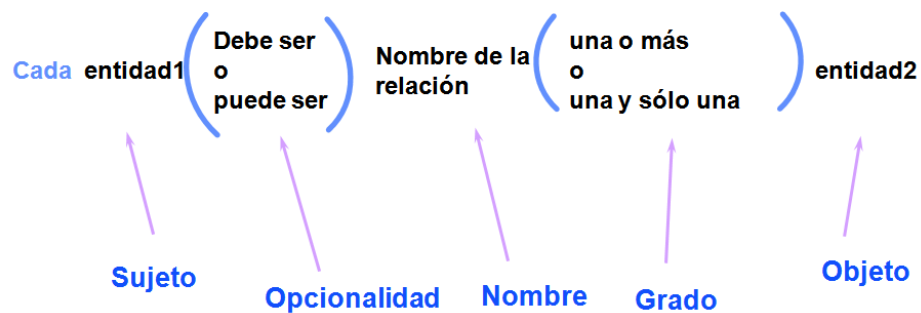 Cada entidad1
Debe ser
o
puede ser
Nombre de la
relación
una o más
o
una y sólo una
entidad2
Sujeto
Opcionalidad
Nombre
Grado
Objeto